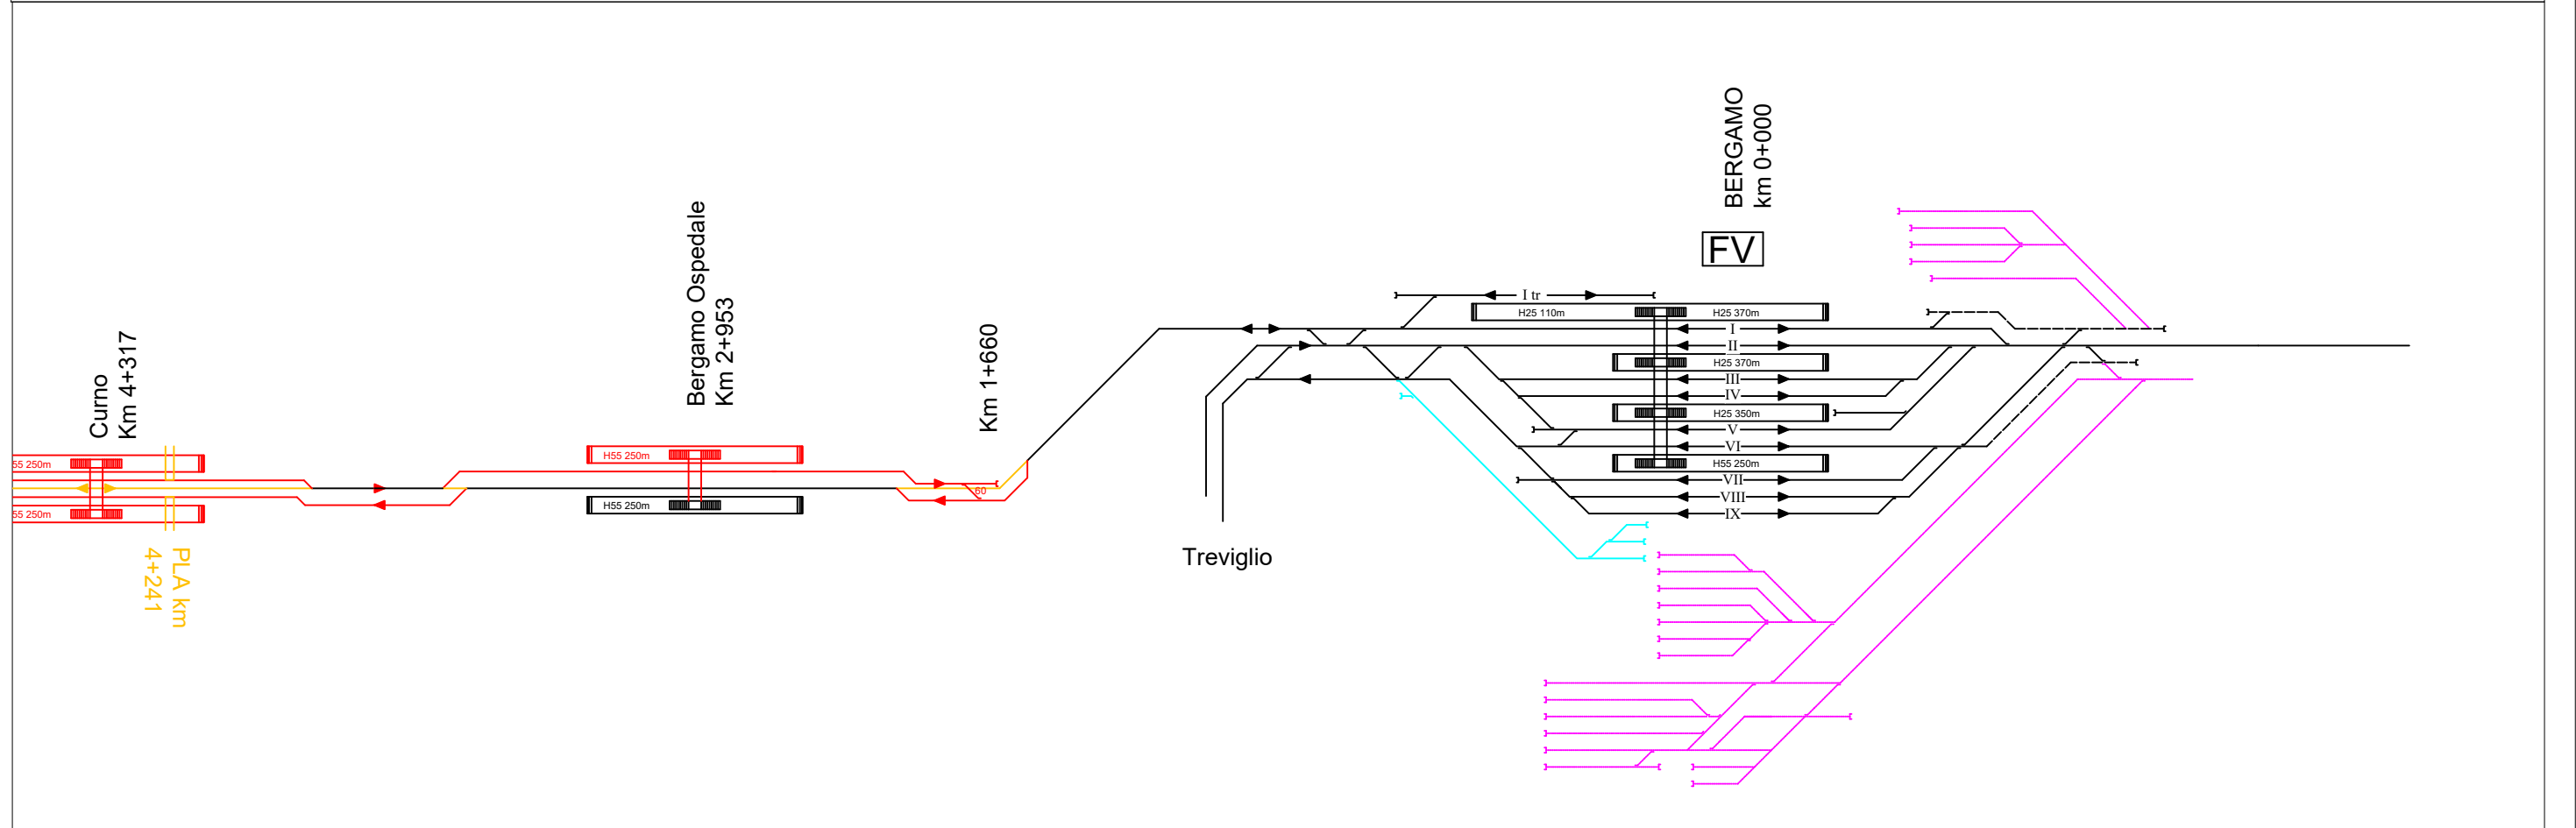 Curno
Km 4+317
55 250m
55 250m
PLA km
4+241
Bergamo Ospedale
Km 2+953
H55 250m
H55 250m
Km 1+660
60
Treviglio
BERGAMO
km 0+000
FV
I tr
H25 110m
H25 370m
I
II
H25 370m
III
IV
H25 350m
V
VI
H55 250m
VII
VIII
IX